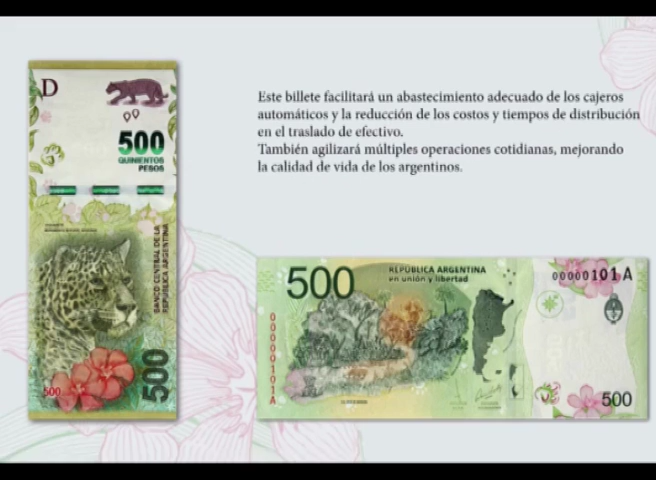 D
500
QUINIENTOS
PESOS
BANCO CENTRAL DE LA
REPÚBLICA ARGENTINA
500
500
Este billete facilitará un abastecimiento adecuado de los cajeros
automáticos y la reducción de los costos y tiempos de distribución
en el traslado de efectivo.
También agilizará múltiples operaciones cotidianas, mejorando
la calidad de vida de los argentinos.
500
REPÚBLICA ARGENTINA
en unión y libertad
00000101A
00000101A
500